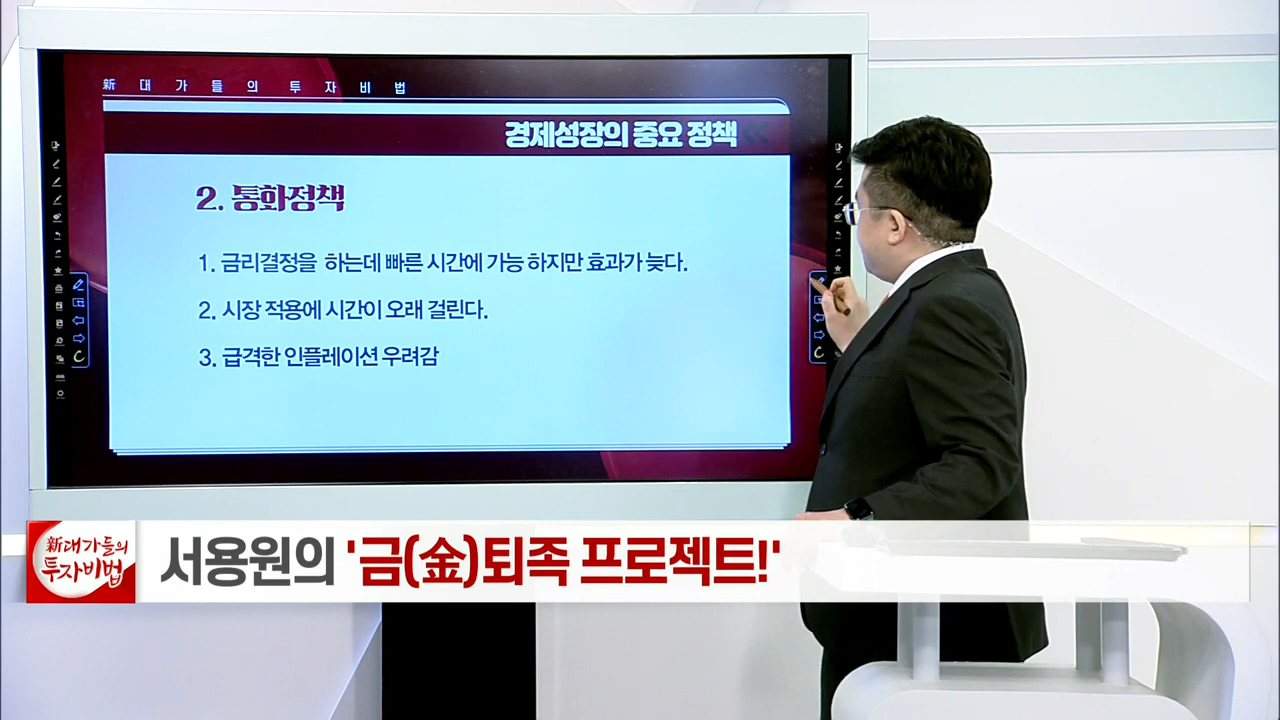 新 대 가 들 의 투 자 비 법
경제성장의 중요 정책
2. 통화정책
1. 금리결정을 하는데 빠른 시간에 가능 하지만 효과가 늦다.
2. 시장 적용에 시간이 오래 걸린다.
3. 급격한 인플레이션 우려감
新대가들의
투자비법
서용원의 '금(金)퇴족 프로젝트!'